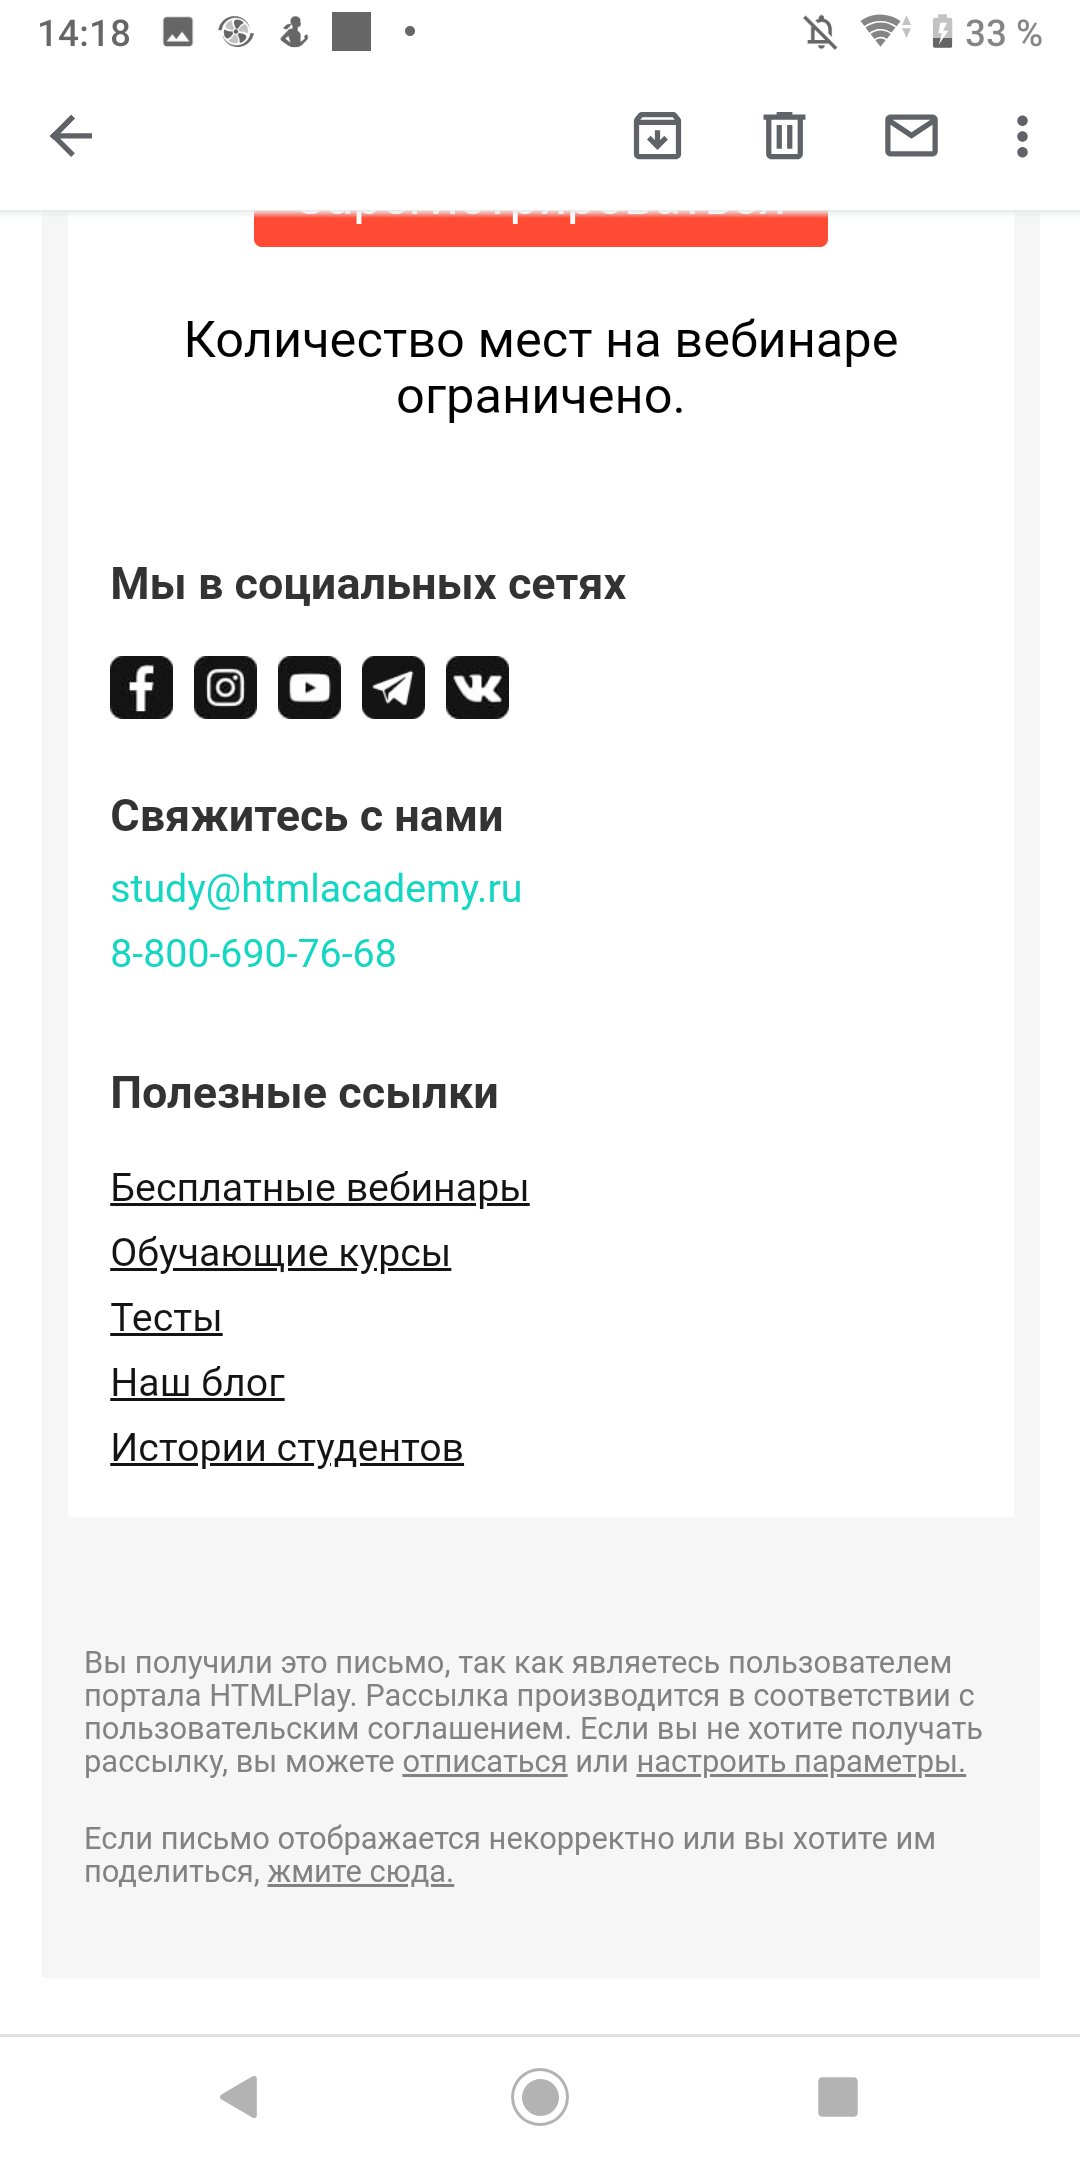 14:18
33 %
Зарегистрироваться
Количество мест на вебинаре
ограничено.
Мы в социальных сетях
Свяжитесь с нами
study@htmlacademy.ru
8-800-690-76-68
Полезные ссылки
Бесплатные вебинары
Обучающие курсы
Тесты
Наш блог
Истории студентов
Вы получили это письмо, так как являетесь пользователем
портала HTMLPlay. Рассылка производится в соответствии с
пользовательским соглашением. Если вы не хотите получать
рассылку, вы можете отписаться или настроить параметры.
Если письмо отображается некорректно или вы хотите им
поделиться, жмите сюда.